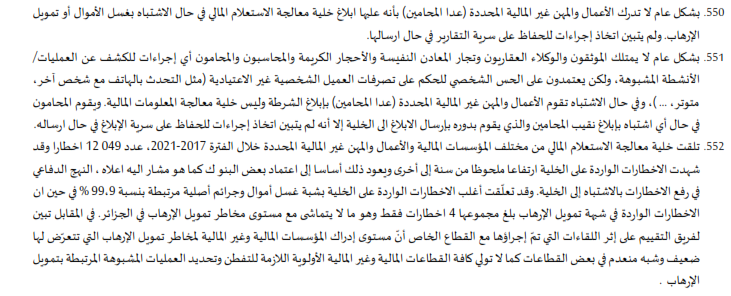 550. بشكل عام لا تدرك الأعمال والمهن غير المالية المحددة (عدا المحامين) بأنه عليها ابلاغ خلية معالجة الاستعلام المالي في حال الاشتباه بغسل الأموال أو تمويل
الإرهاب. ولم يتبين اتخاذ إجراءات للحفاظ على سرية التقارير في حال ارسالها.
551. بشكل عام لا يمتلك الموثقون والوكلاء العقاريون وتجار المعادن النفيسة والأحجار الكريمة والمحاسبون والمحامون أي إجراءات للكشف عن العمليات/
الأنشطة المشبوهة، ولكن يعتمدون على الحس الشخصي للحكم على تصرفات العميل الشخصية غير الاعتيادية (مثل التحدث بالهاتف مع شخص آخر،
متوتر، ... )، وفي حال الاشتباه تقوم الأعمال والمهن غير المالية المحددة (عدا المحامين) بإبلاغ الشرطة وليس خلية معالجة المعلومات المالية. ويقوم المحامون
في حال أي اشتباه بإبلاغ نقيب المحامين والذي يقوم بدوره بإرسال الابلاغ الى الخلية إلا أنه لم يتبين اتخاذ إجراءات للحفاظ على سرية الإبلاغ في حال ارساله.
552. تلقت خلية معالجة الاستعلام المالي من مختلف المؤسسات المالية والأعمال والمهن غير المالية المحددة خلال الفترة 2017-2021، عدد 049 12 اخطارا وقد
شهدت الاخطارات الواردة على الخلية ارتفاعا ملحوظا من سنة إلى أخرى ويعود ذلك أساسا إلى اعتماد بعض البنوك كما هو مشار اليه اعلاه ، النهج الدفاعي
في رفع الاخطارات بالاشتباه إلى الخلية. وقد تعلّقت أغلب الاخطارات الواردة على الخلية بشبة غسل أموال وجرائم أصلية مرتبطة بنسبة 99،9 % في حين ان
الاخطارات الواردة في شبهة تمويل الإرهاب بلغ مجموعها 4 اخطارات فقط وهو ما لا يتماشى مع مستوى مخاطر تمويل الإرهاب في الجزائر. في المقابل تبين
لفريق التقييم على إثر اللقاءات التي تمّ إجراؤها مع القطاع الخاص أنّ مستوى إدراك المؤسسات المالية وغير المالية لمخاطر تمويل الإرهاب التي تتعرّض لها
ضعيف وشبه منعدم في بعض القطاعات كما لا تولي كافة القطاعات المالية وغير المالية الأولوية اللازمة للتفطن وتحديد العمليات المشبوهة المرتبطة بتمويل
الإرهاب .